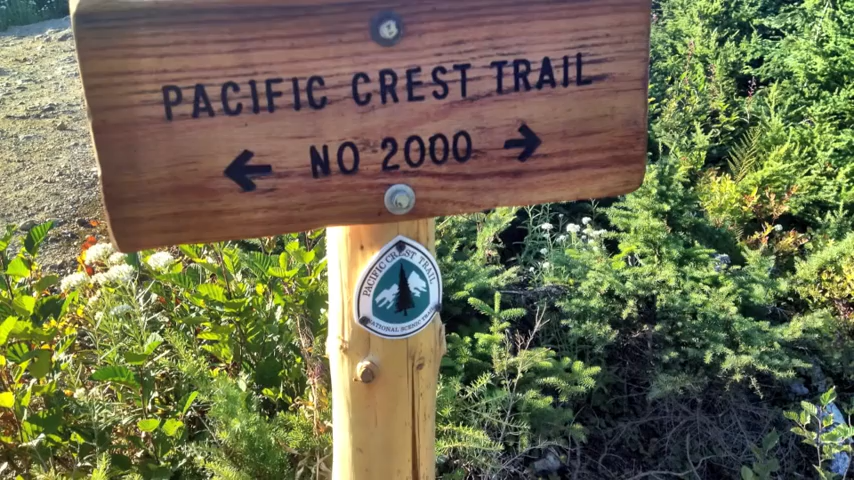 PACIFIC CREST TRAIL
NO 2000
PACIFIC CREST TRAIL
NATIONAL SCENIC TRAIL